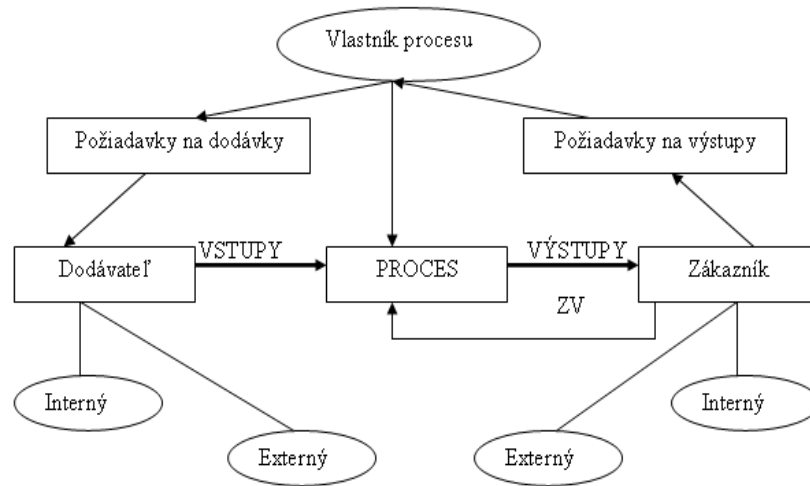 Vlastník procesu
Požiadavky na dodávky
Požiadavky na výstupy
VSTUPY
VÝSTUPY
Dodávateľ
PROCES
Zákazník
ZV
Interný
Interný
Externý
Externý